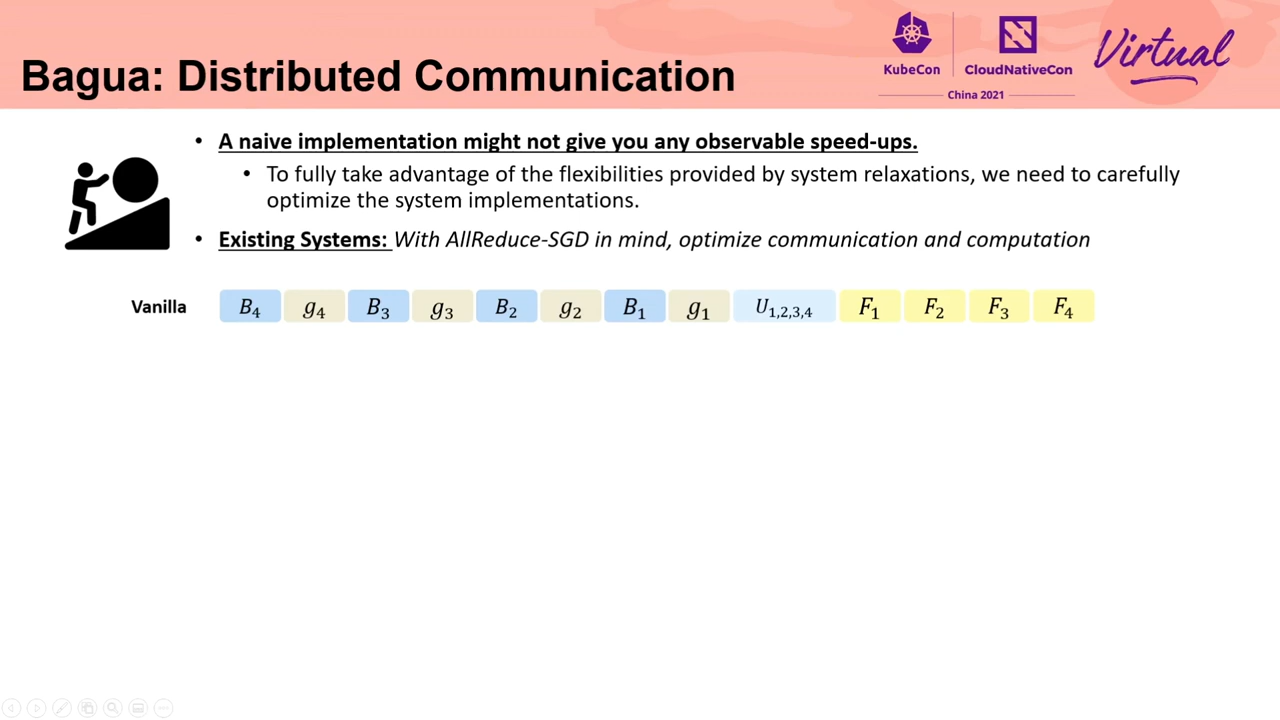 Bagua: Distributed Communication
KubeCon
CloudNativeCon
China 2021
Virtual
• A naive implementation might not give you any observable speed-ups.
• To fully take advantage of the flexibilities provided by system relaxations, we need to carefully
optimize the system implementations.
• Existing Systems: With AllReduce-SGD in mind, optimize communication and computation
Vanilla B₄ g₄ B₃ g₃ B₂ g₂ B₁ g₁ U₁,₂,₃,₄ F₁ F₂ F₃ F₄